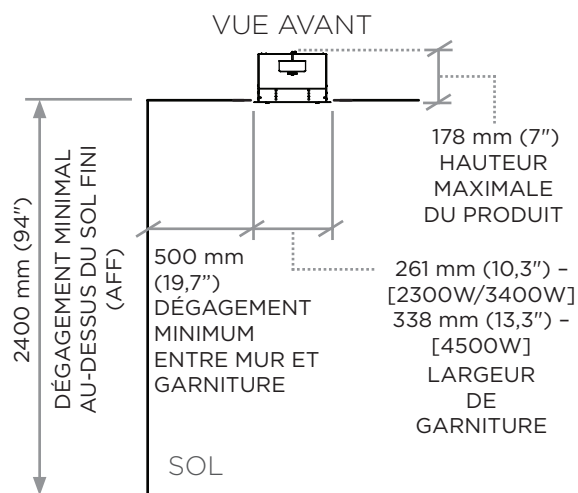 VUE AVANT
178 mm (7")
HAUTEUR
MAXIMALE
DU PRODUIT
2400 mm (94")
DÉGAGEMENT MINIMAL
AU-DESSUS DU SOL FINI
(AFF)
500 mm
(19,7”)
DÉGAGEMENT
MINIMUM
ENTRE MUR ET
GARNITURE
261 mm (10,3") –
[2300W/3400W]
338 mm (13,3") –
[4500W]
LARGEUR
DE
GARNITURE
SOL